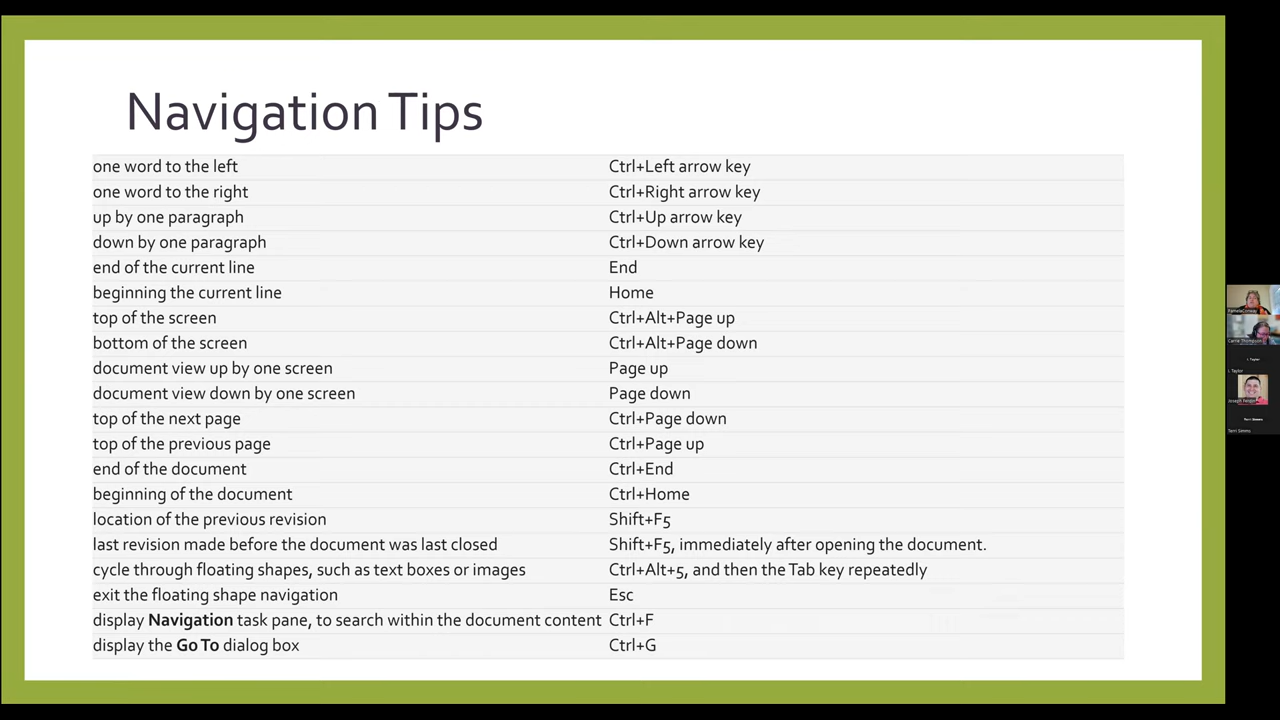 Navigation Tips
one word to the left Ctrl+Left arrow key
one word to the right Ctrl+Right arrow key
up by one paragraph Ctrl+Up arrow key
down by one paragraph Ctrl+Down arrow key
end of the current line End
beginning the current line Home
top of the screen Ctrl+Alt+Page up
bottom of the screen Ctrl+Alt+Page down
document view up by one screen Page up
document view down by one screen Page down
top of the next page Ctrl+Page down
top of the previous page Ctrl+Page up
end of the document Ctrl+End
beginning of the document Ctrl+Home
location of the previous revision Shift+F5
last revision made before the document was last closed Shift+F5, immediately after opening the document.
cycle through floating shapes, such as text boxes or images Ctrl+Alt+5, and then the Tab key repeatedly
exit the floating shape navigation Esc
display Navigation task pane, to search within the document content Ctrl+F
display the Go To dialog box Ctrl+G
Carrie Thompson
I. Taylor
I. Taylor
Joseph
Terri Simms
Terri Simms